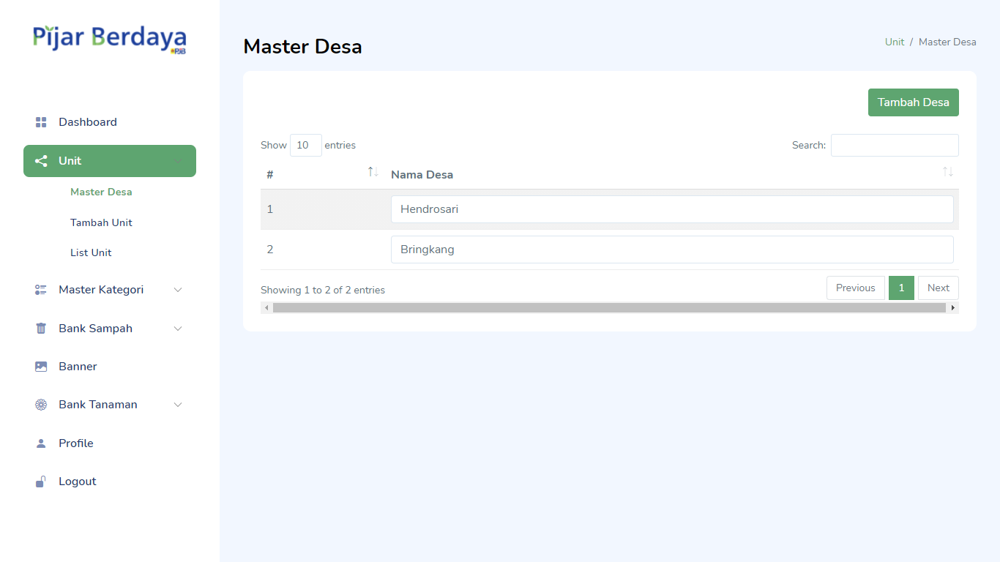 Pijar Berdaya
PJB
Dashboard
Unit
Master Desa
Tambah Unit
List Unit
Master Kategori
Bank Sampah
Banner
Bank Tanaman
Profile
Logout
Master Desa
Unit / Master Desa
Tambah Desa
Show 10 entries
Search:
# Nama Desa
1 Hendrosari
2 Bringkang
Showing 1 to 2 of 2 entries
Previous 1 Next